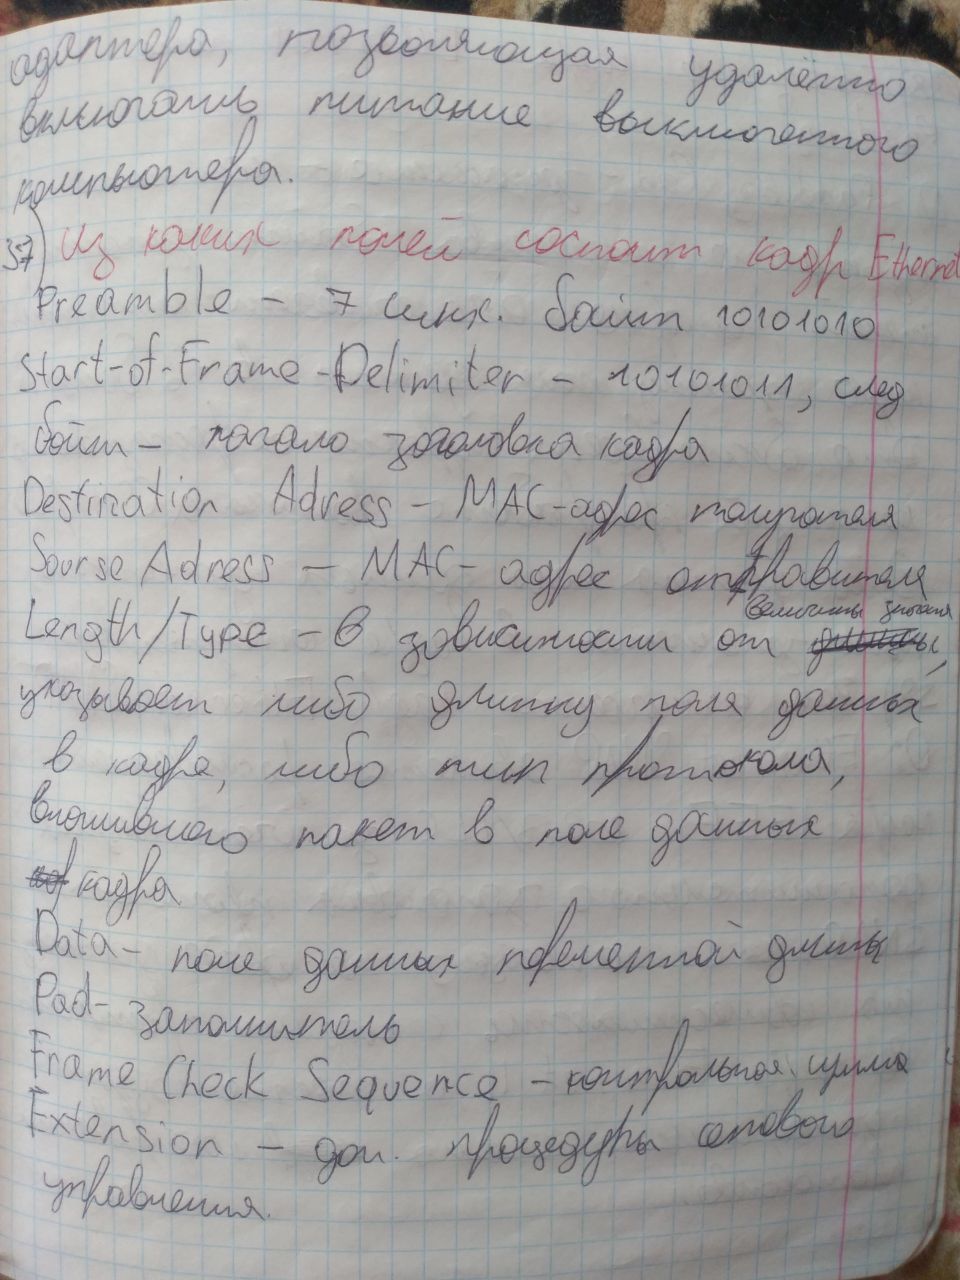 адаптера, позволяющая удалённо
включать питание выключенного
компьютера.
37) Из каких полей состоит кадр Ethernet
Preamble – 7 синх. байт 10101010
Start-of-Frame-Delimiter – 10101011, след
байт – начало заголовка кадра
Destination Adress – MAC-адрес получателя
Sourse Adress – MAC-адрес отправителя
величины значения
Length/Type – в зависимости от
указывает либо длину поля данных
в кадре, либо тип протокола,
вложившего пакет в поле данных
кадра
Data – поле данных переменной длины
Pad – заполнитель
Frame Check Sequence – контрольная сумма
Extension – доп. процедуры сетевого
управления.